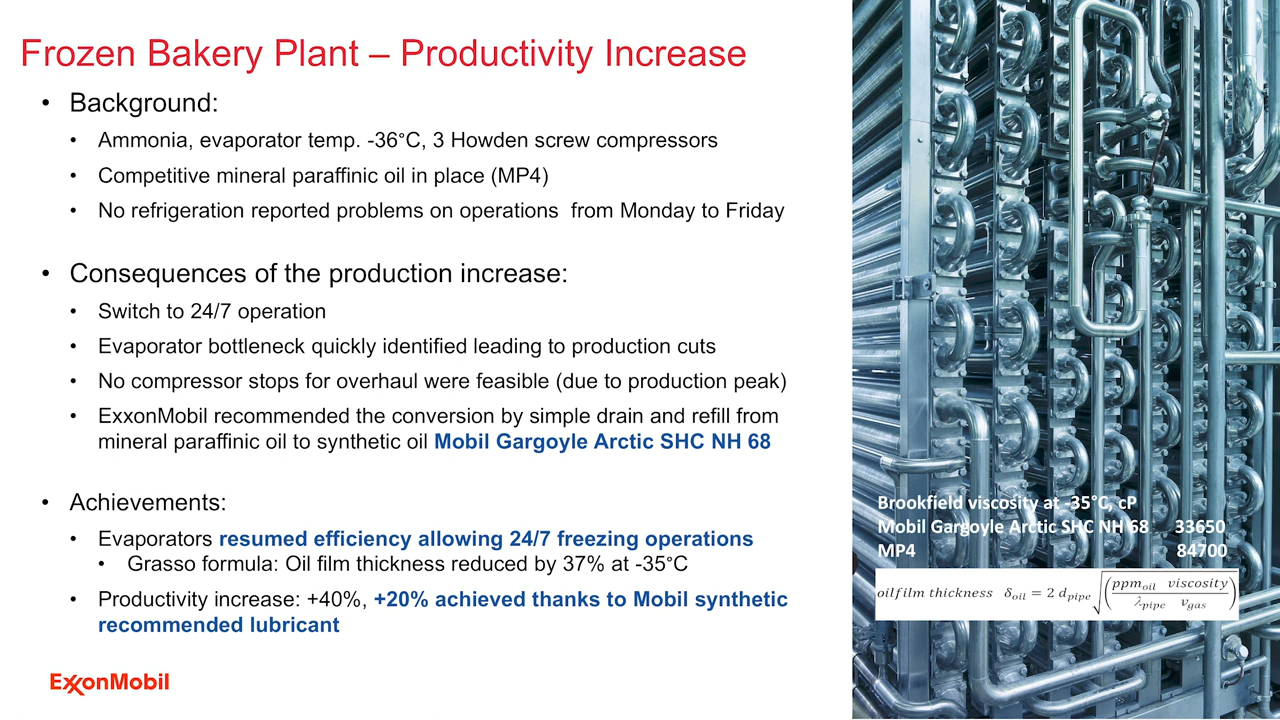 Frozen Bakery Plant – Productivity Increase
• Background:
• Ammonia, evaporator temp. -36°C, 3 Howden screw compressors
• Competitive mineral paraffinic oil in place (MP4)
• No refrigeration reported problems on operations from Monday to Friday
• Consequences of the production increase:
• Switch to 24/7 operation
• Evaporator bottleneck quickly identified leading to production cuts
• No compressor stops for overhaul were feasible (due to production peak)
• ExxonMobil recommended the conversion by simple drain and refill from
mineral paraffinic oil to synthetic oil Mobil Gargoyle Arctic SHC NH 68
• Achievements:
• Evaporators resumed efficiency allowing 24/7 freezing operations
• Grasso formula: Oil film thickness reduced by 37% at -35°C
• Productivity increase: +40%, +20% achieved thanks to Mobil synthetic
recommended lubricant
ExxonMobil
Brookfield viscosity at -35°C, cP
Mobil Gargoyle Arctic SHC NH 68 33650
MP4 84700
oilfilm thickness δoil = 2 dpipe √((ppmoil viscosity)/(λpipe vgas))